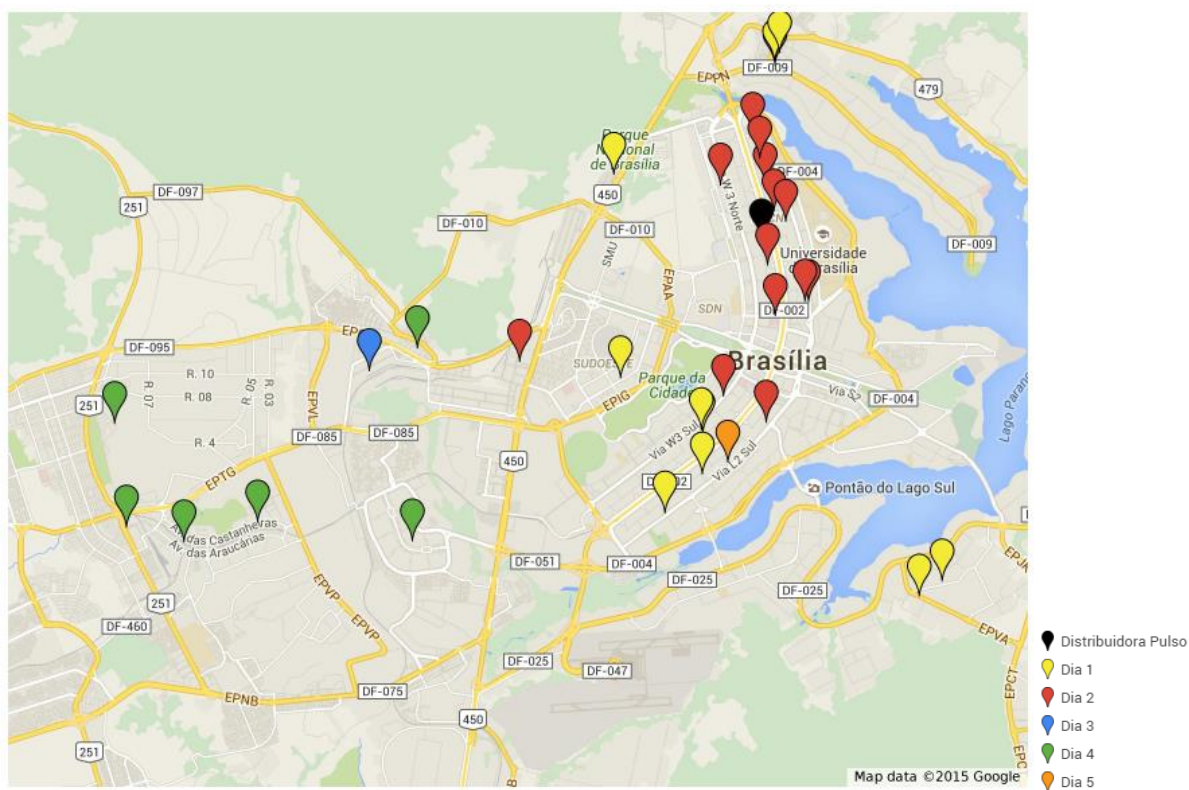 DF-009
EPPN
479
Parque
Nacional
de Brasília
DF-004
W 3 Norte
DF-097
450
251
DF-010
DF-010
Universidade
DF-009
SMU
EPAA
SDN
DF-002
DF-095
SUDOESTE
Brasília
R. 10
Parque da
Cidade
R. 07
R. 08
R. 05
R. 03
251
EPVL
EPIG
Via S2
DF-004
Lago Paran
R. 4
DF-085
DF-085
Via W3 Sul
Via L2 Sul
450
EPTG
Pontão do Lago Sul
Av. das Castanheiras
Av. das Araucárias
DF-051
DF-004
DF-025
DF-025
EPJK
EPVP
251
DF-460
EPVP
EPVA
DF-025
DF-047
DF-075
EPNB
EPCT
450
251
Map data ©2015 Google
Distribuidora Pulso
Dia 1
Dia 2
Dia 3
Dia 4
Dia 5